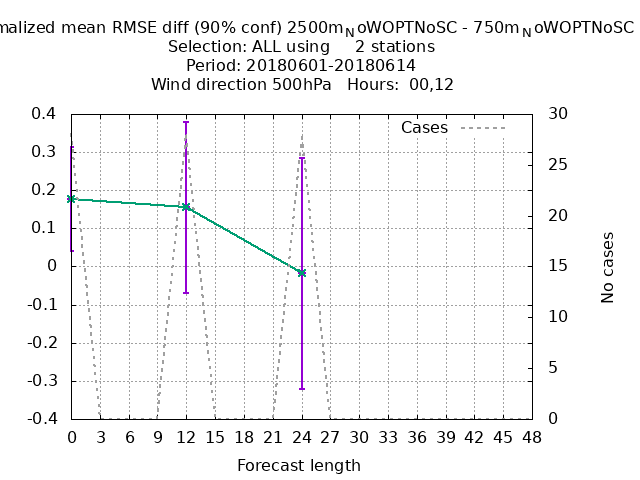 malized mean RMSE diff (90% conf) 2500m_NoWOPTNoSC - 750m_NoWOPTNoSC
Selection: ALL using 2 stations
Period: 20180601-20180614
Wind direction 500hPa Hours: 00,12
Cases
0.4
0.3
0.2
0.1
0
-0.1
-0.2
-0.3
-0.4
30
25
20
15
10
5
0
No cases
0 3 6 9 12 15 18 21 24 27 30 33 36 39 42 45 48
Forecast length